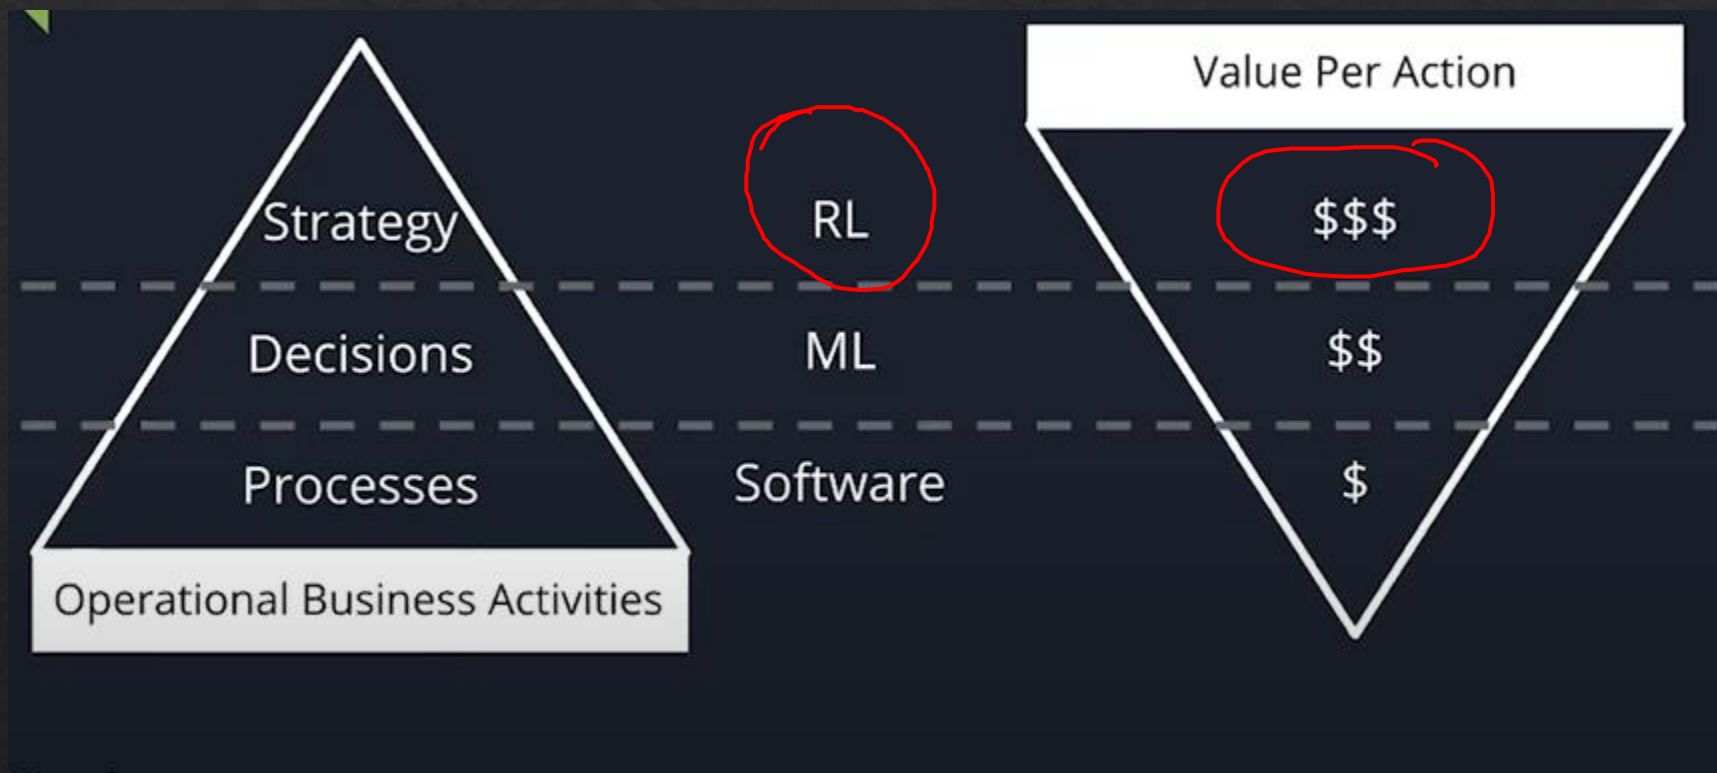 Value Per Action
Strategy RL $$$
Decisions ML $$
Processes Software $
Operational Business Activities